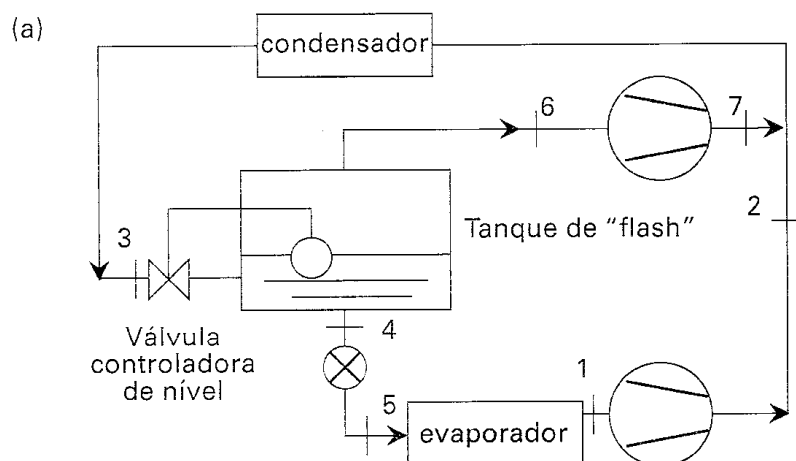 (a)
condensador
6
7
Tanque de “flash”
2
3
Válvula
controladora
de nível
4
5
evaporador
1